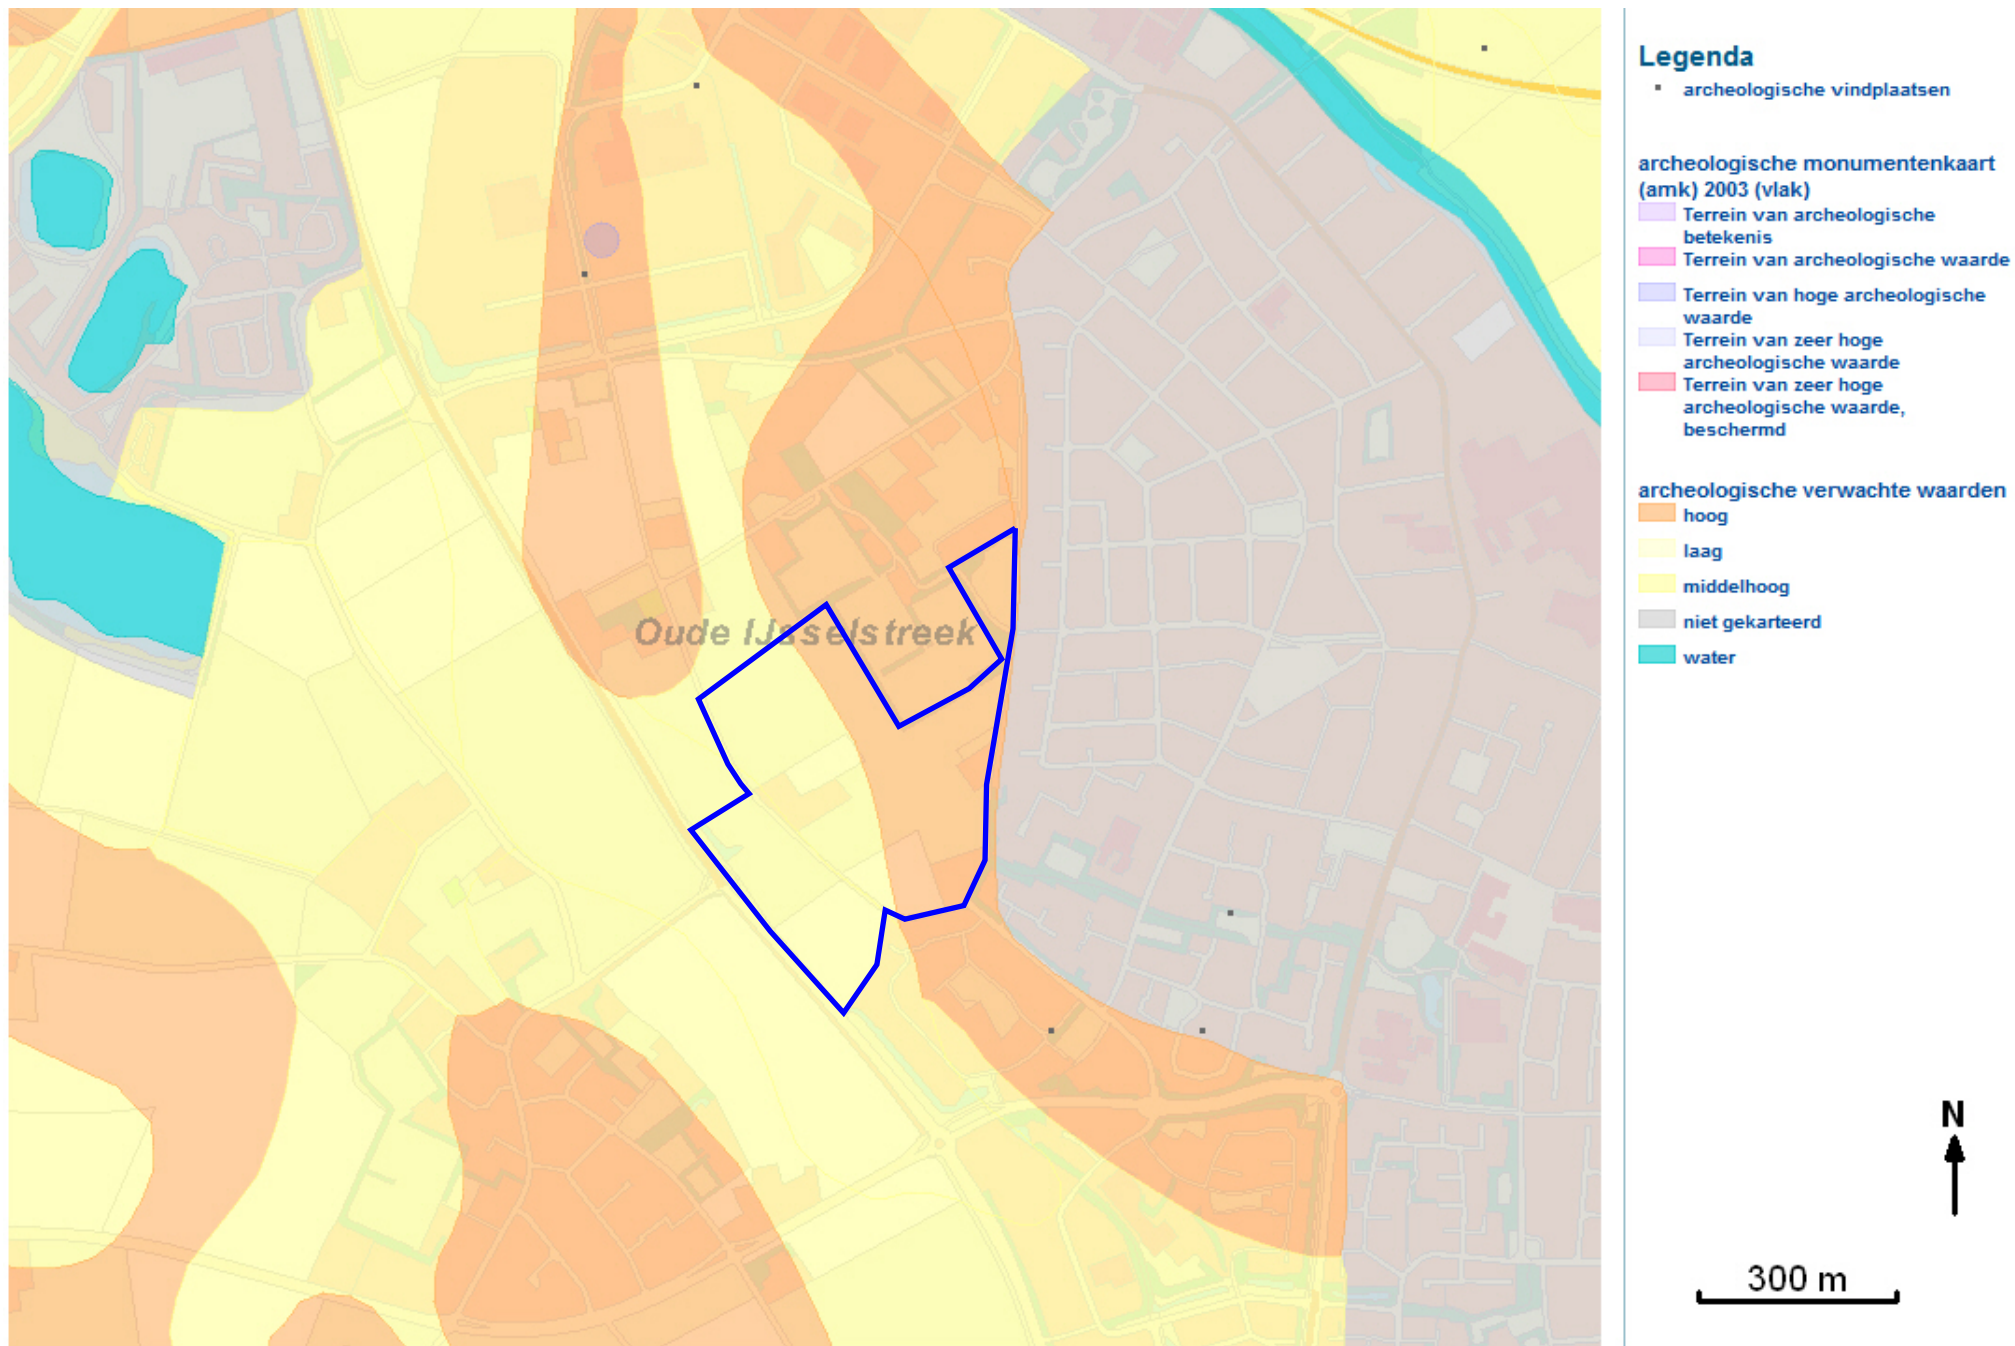 Oude IJsselstreek
Legenda
archeologische vindplaatsen
archeologische monumentenkaart
(amk) 2003 (vlak)
Terrein van archeologische
betekenis
Terrein van archeologische waarde
Terrein van hoge archeologische
waarde
Terrein van zeer hoge
archeologische waarde
Terrein van zeer hoge
archeologische waarde,
beschermd
archeologische verwachte waarden
hoog
laag
middelhoog
niet gekarteerd
water
N
300 m